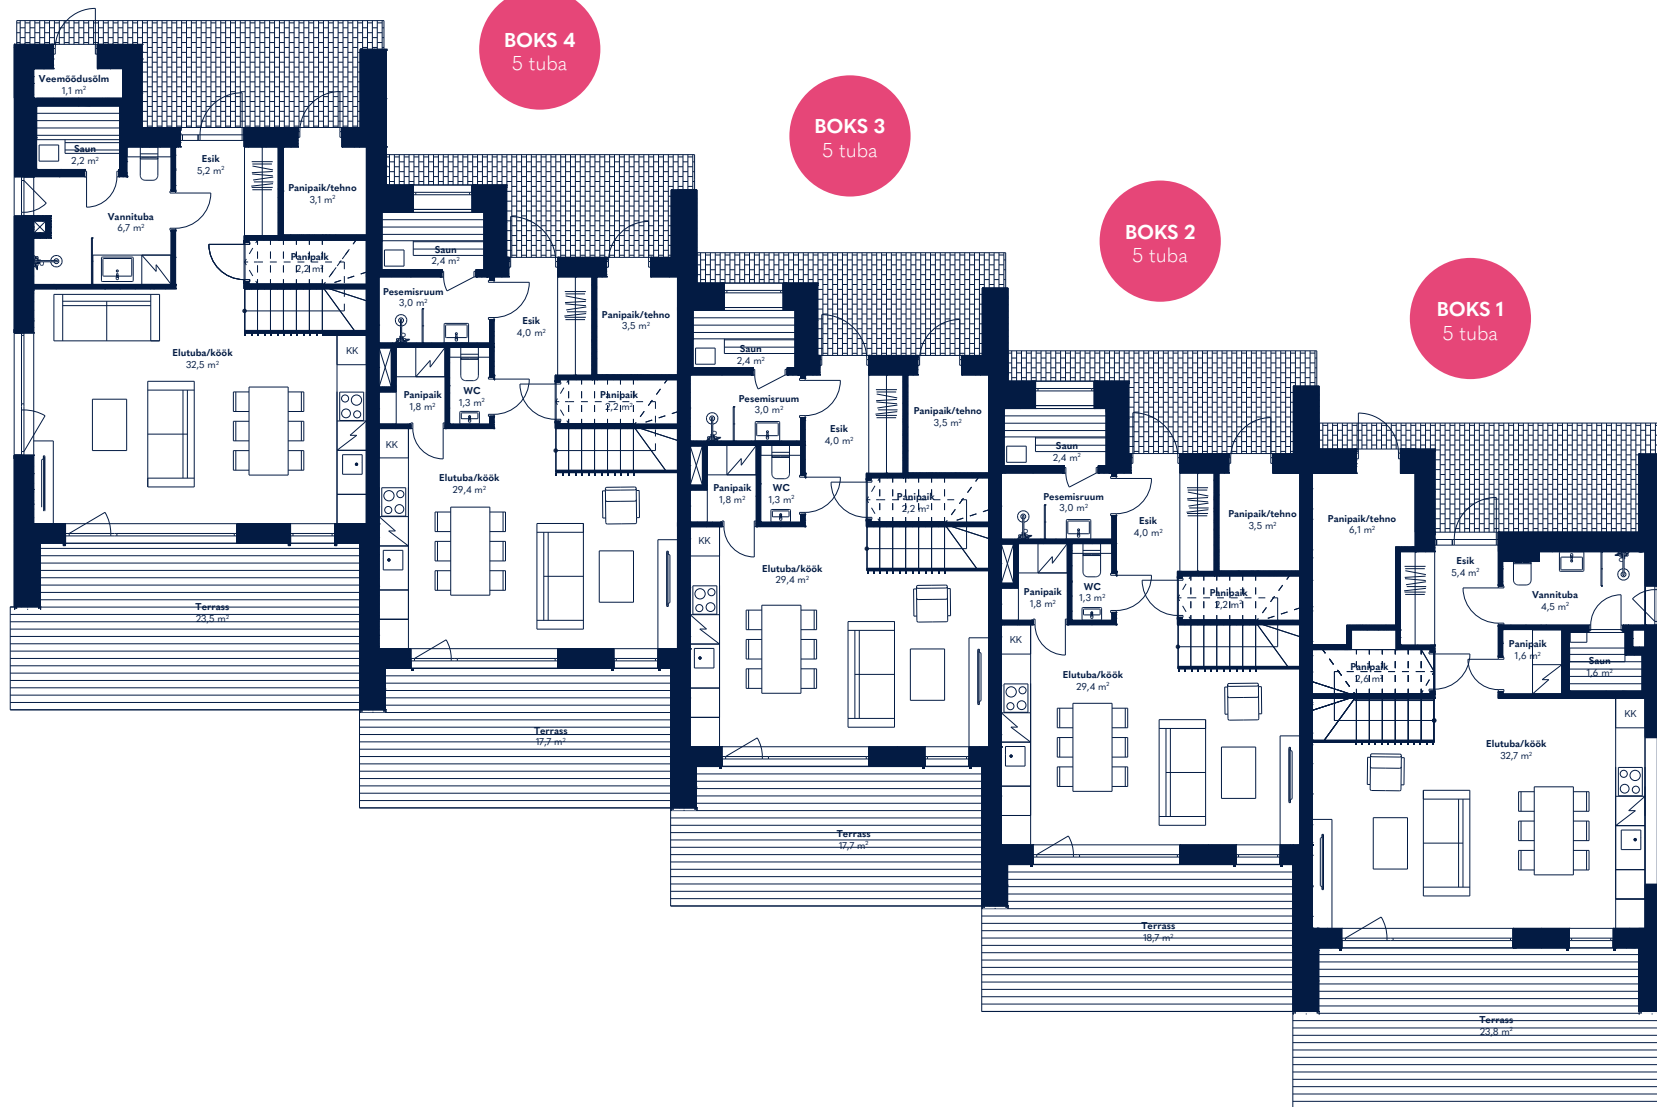 BOKS 4
5 tuba
BOKS 3
5 tuba
BOKS 2
5 tuba
BOKS 1
5 tuba
Veemõõdusõlm
1,1 m²
Saun
2,2 m²
Esik
5,2 m²
Panipaik/tehno
3,1 m²
Vannituba
6,7 m²
Panipaik
2,2 m²
Elutuba/köök
32,5 m²
KK
Terrass
23,5 m²
Saun
2,4 m²
Pesemisruum
3,0 m²
Esik
4,0 m²
Panipaik/tehno
3,5 m²
Panipaik
1,8 m²
WC
1,3 m²
Panipaik
2,2 m²
KK
Elutuba/köök
29,4 m²
Terrass
17,7 m²
Saun
2,4 m²
Pesemisruum
3,0 m²
Esik
4,0 m²
Panipaik/tehno
3,5 m²
Panipaik
1,8 m²
WC
1,3 m²
Panipaik
2,2 m²
KK
Elutuba/köök
29,4 m²
Terrass
17,7 m²
Saun
2,4 m²
Pesemisruum
3,0 m²
Esik
4,0 m²
Panipaik/tehno
3,5 m²
Panipaik
1,8 m²
WC
1,3 m²
Panipaik
2,2 m²
KK
Elutuba/köök
29,4 m²
Terrass
18,7 m²
Panipaik/tehno
6,1 m²
Esik
5,4 m²
Vannituba
4,5 m²
Panipaik
1,6 m²
Saun
1,6 m²
Panipaik
2,6 m²
KK
Elutuba/köök
32,7 m²
Terrass
23,8 m²